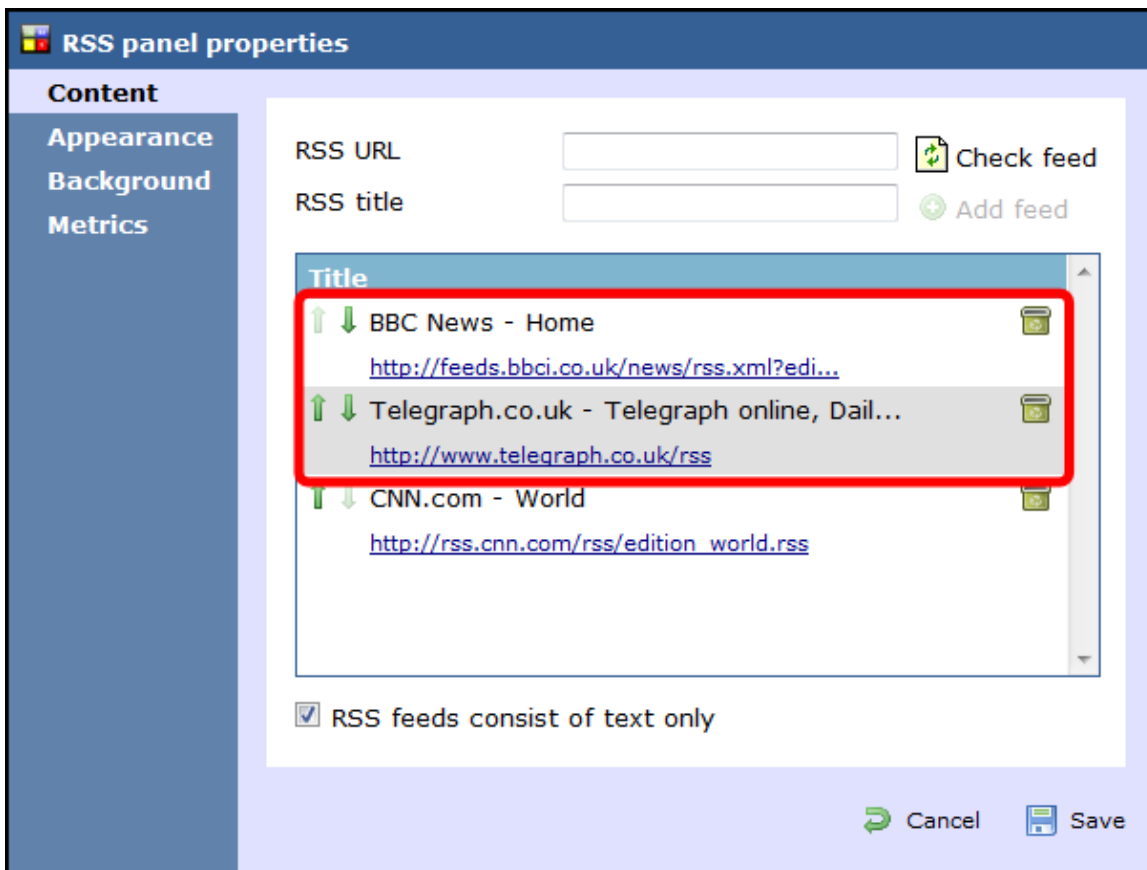 RSS panel properties
Content
Appearance
Background
Metrics
RSS URL
Check feed
RSS title
Add feed
Title
BBC News - Home
http://feeds.bbci.co.uk/news/rss.xml?edi...
Telegraph.co.uk - Telegraph online, Dail...
http://www.telegraph.co.uk/rss
CNN.com - World
http://rss.cnn.com/rss/edition_world.rss
RSS feeds consist of text only
Cancel
Save